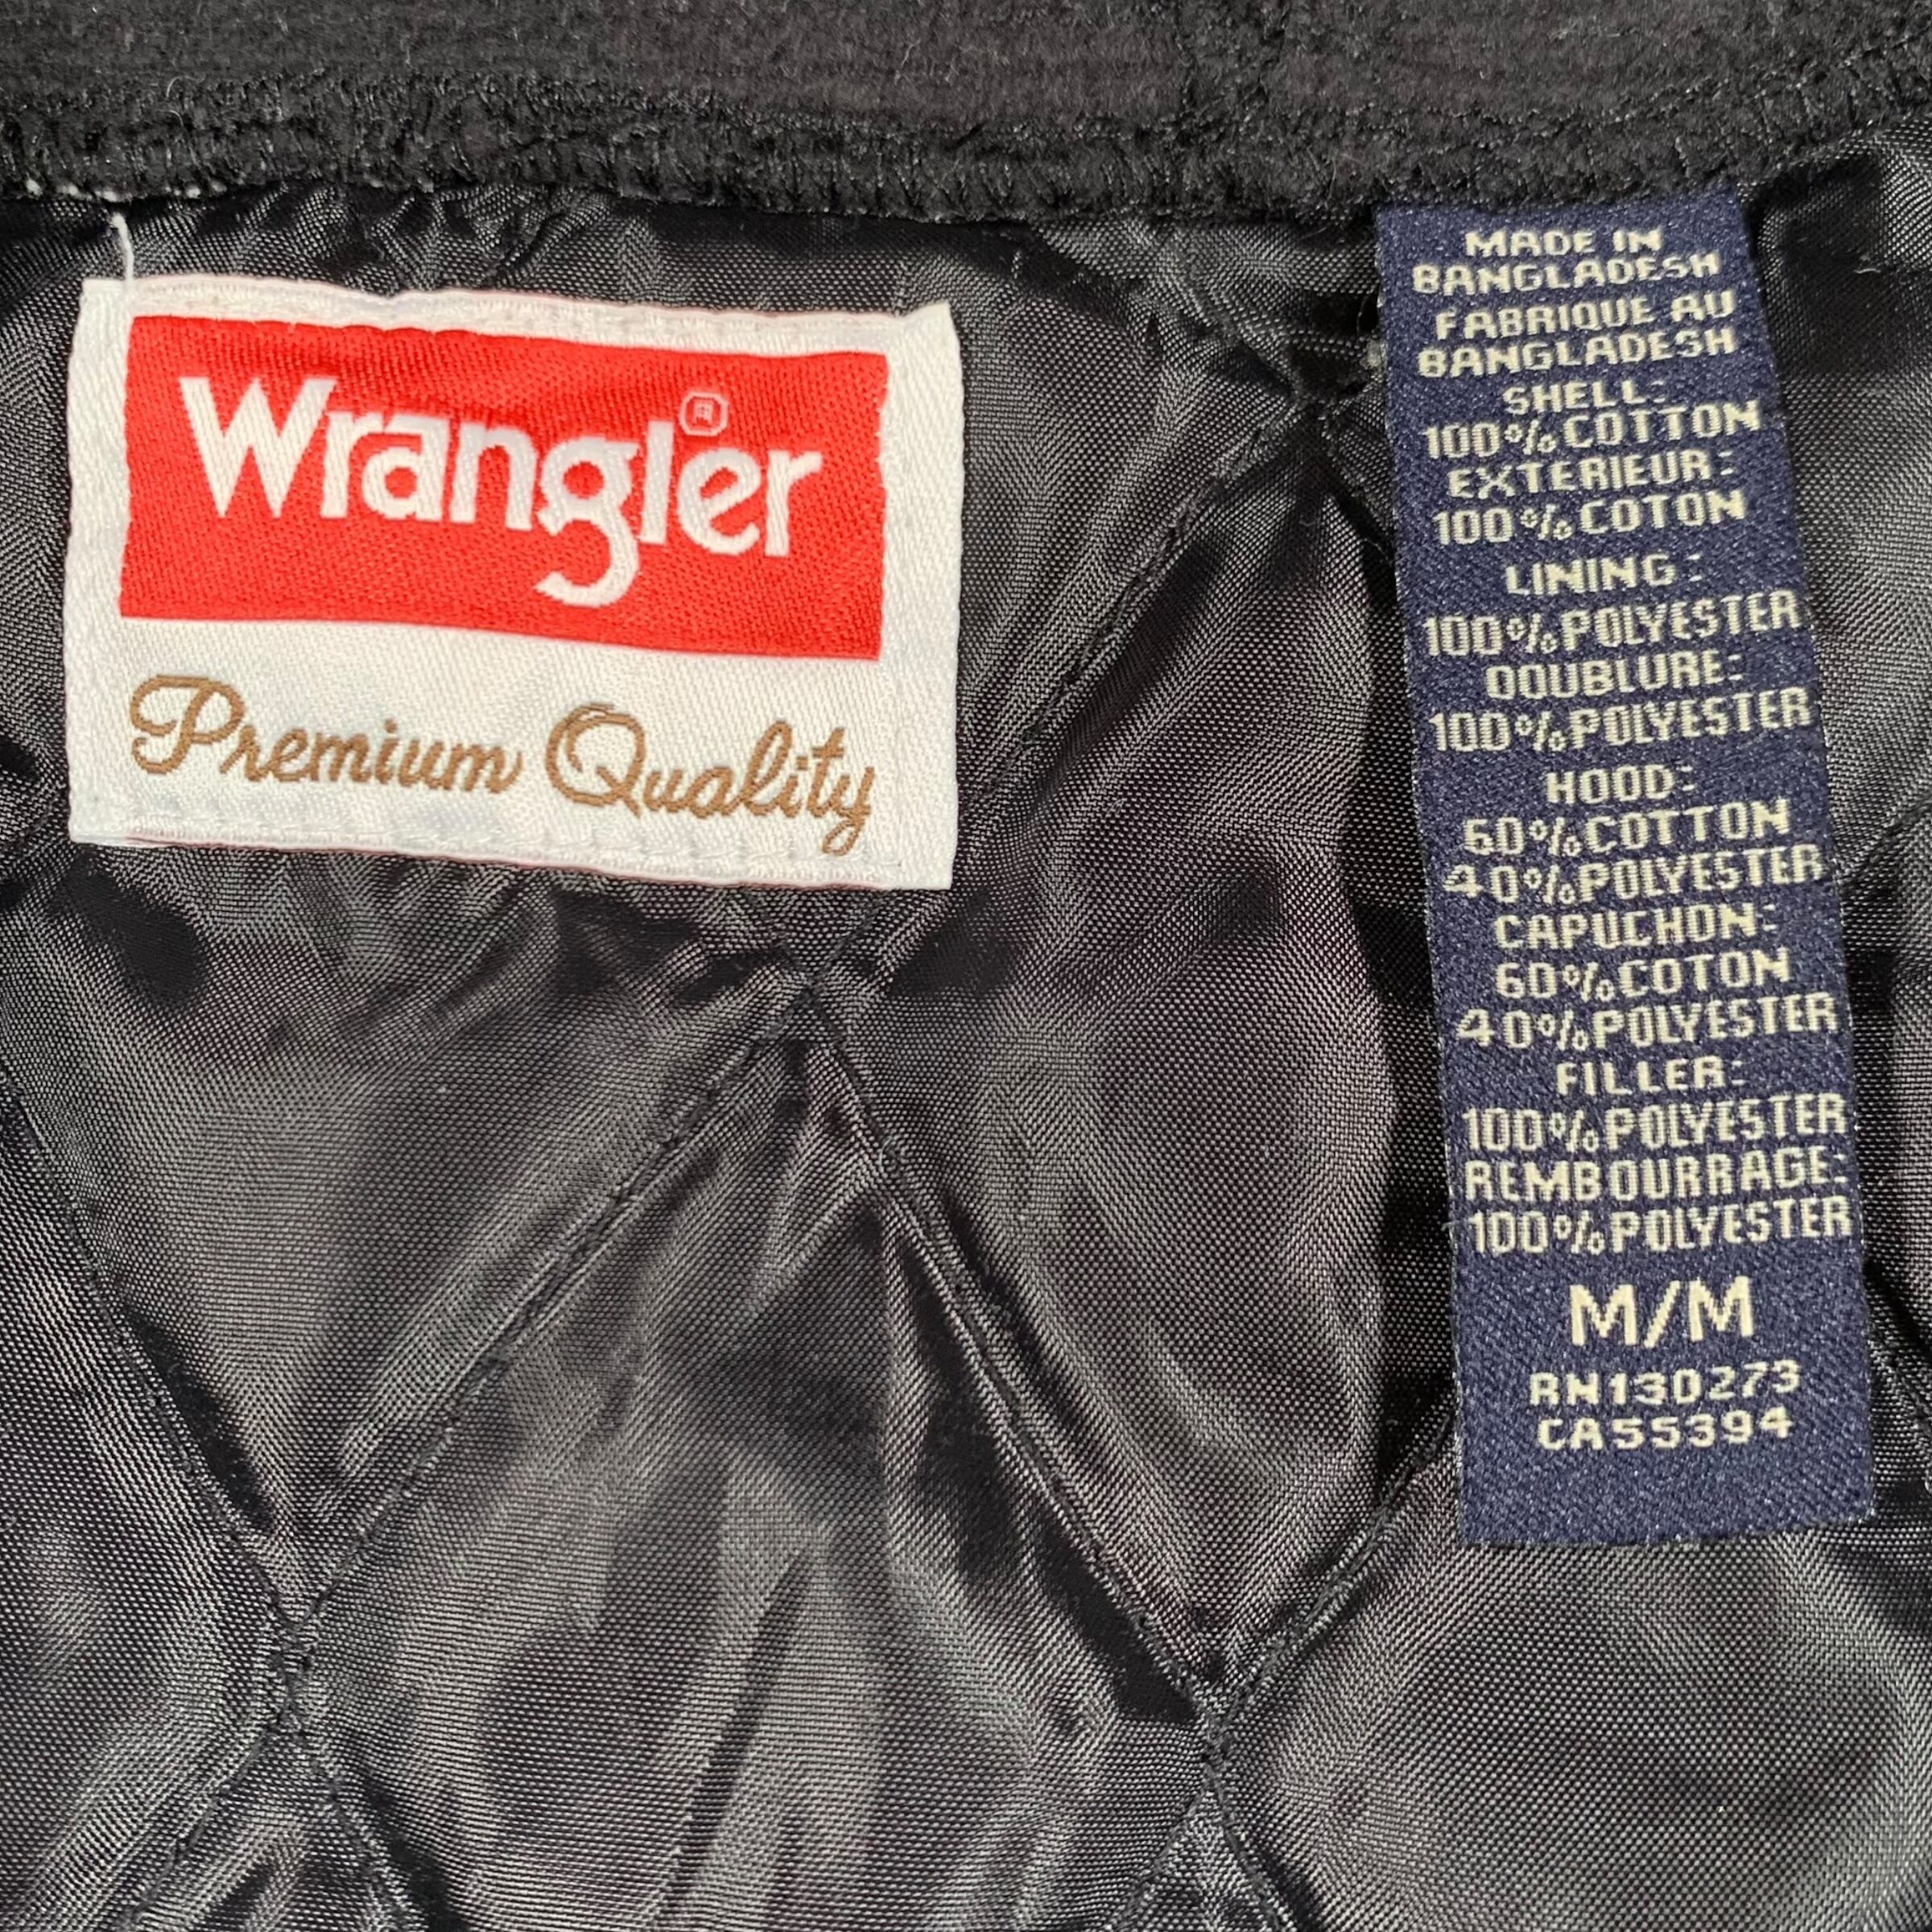 Wrangler®
Premium Quality
MADE IN
BANGLADESH
FABRIQUE AU
BANGLADESH
SHELL:
100% COTTON
EXTERIEUR:
100% COTON
LINING:
100% POLYESTER
DOUBLURE:
100% POLYESTER
HOOD:
60% COTTON
40% POLYESTER
CAPUCHON:
60% COTON
40% POLYESTER
FILLER:
100% POLYESTER
REMBOURRAGE:
100% POLYESTER
M/M
RN130273
CA55394